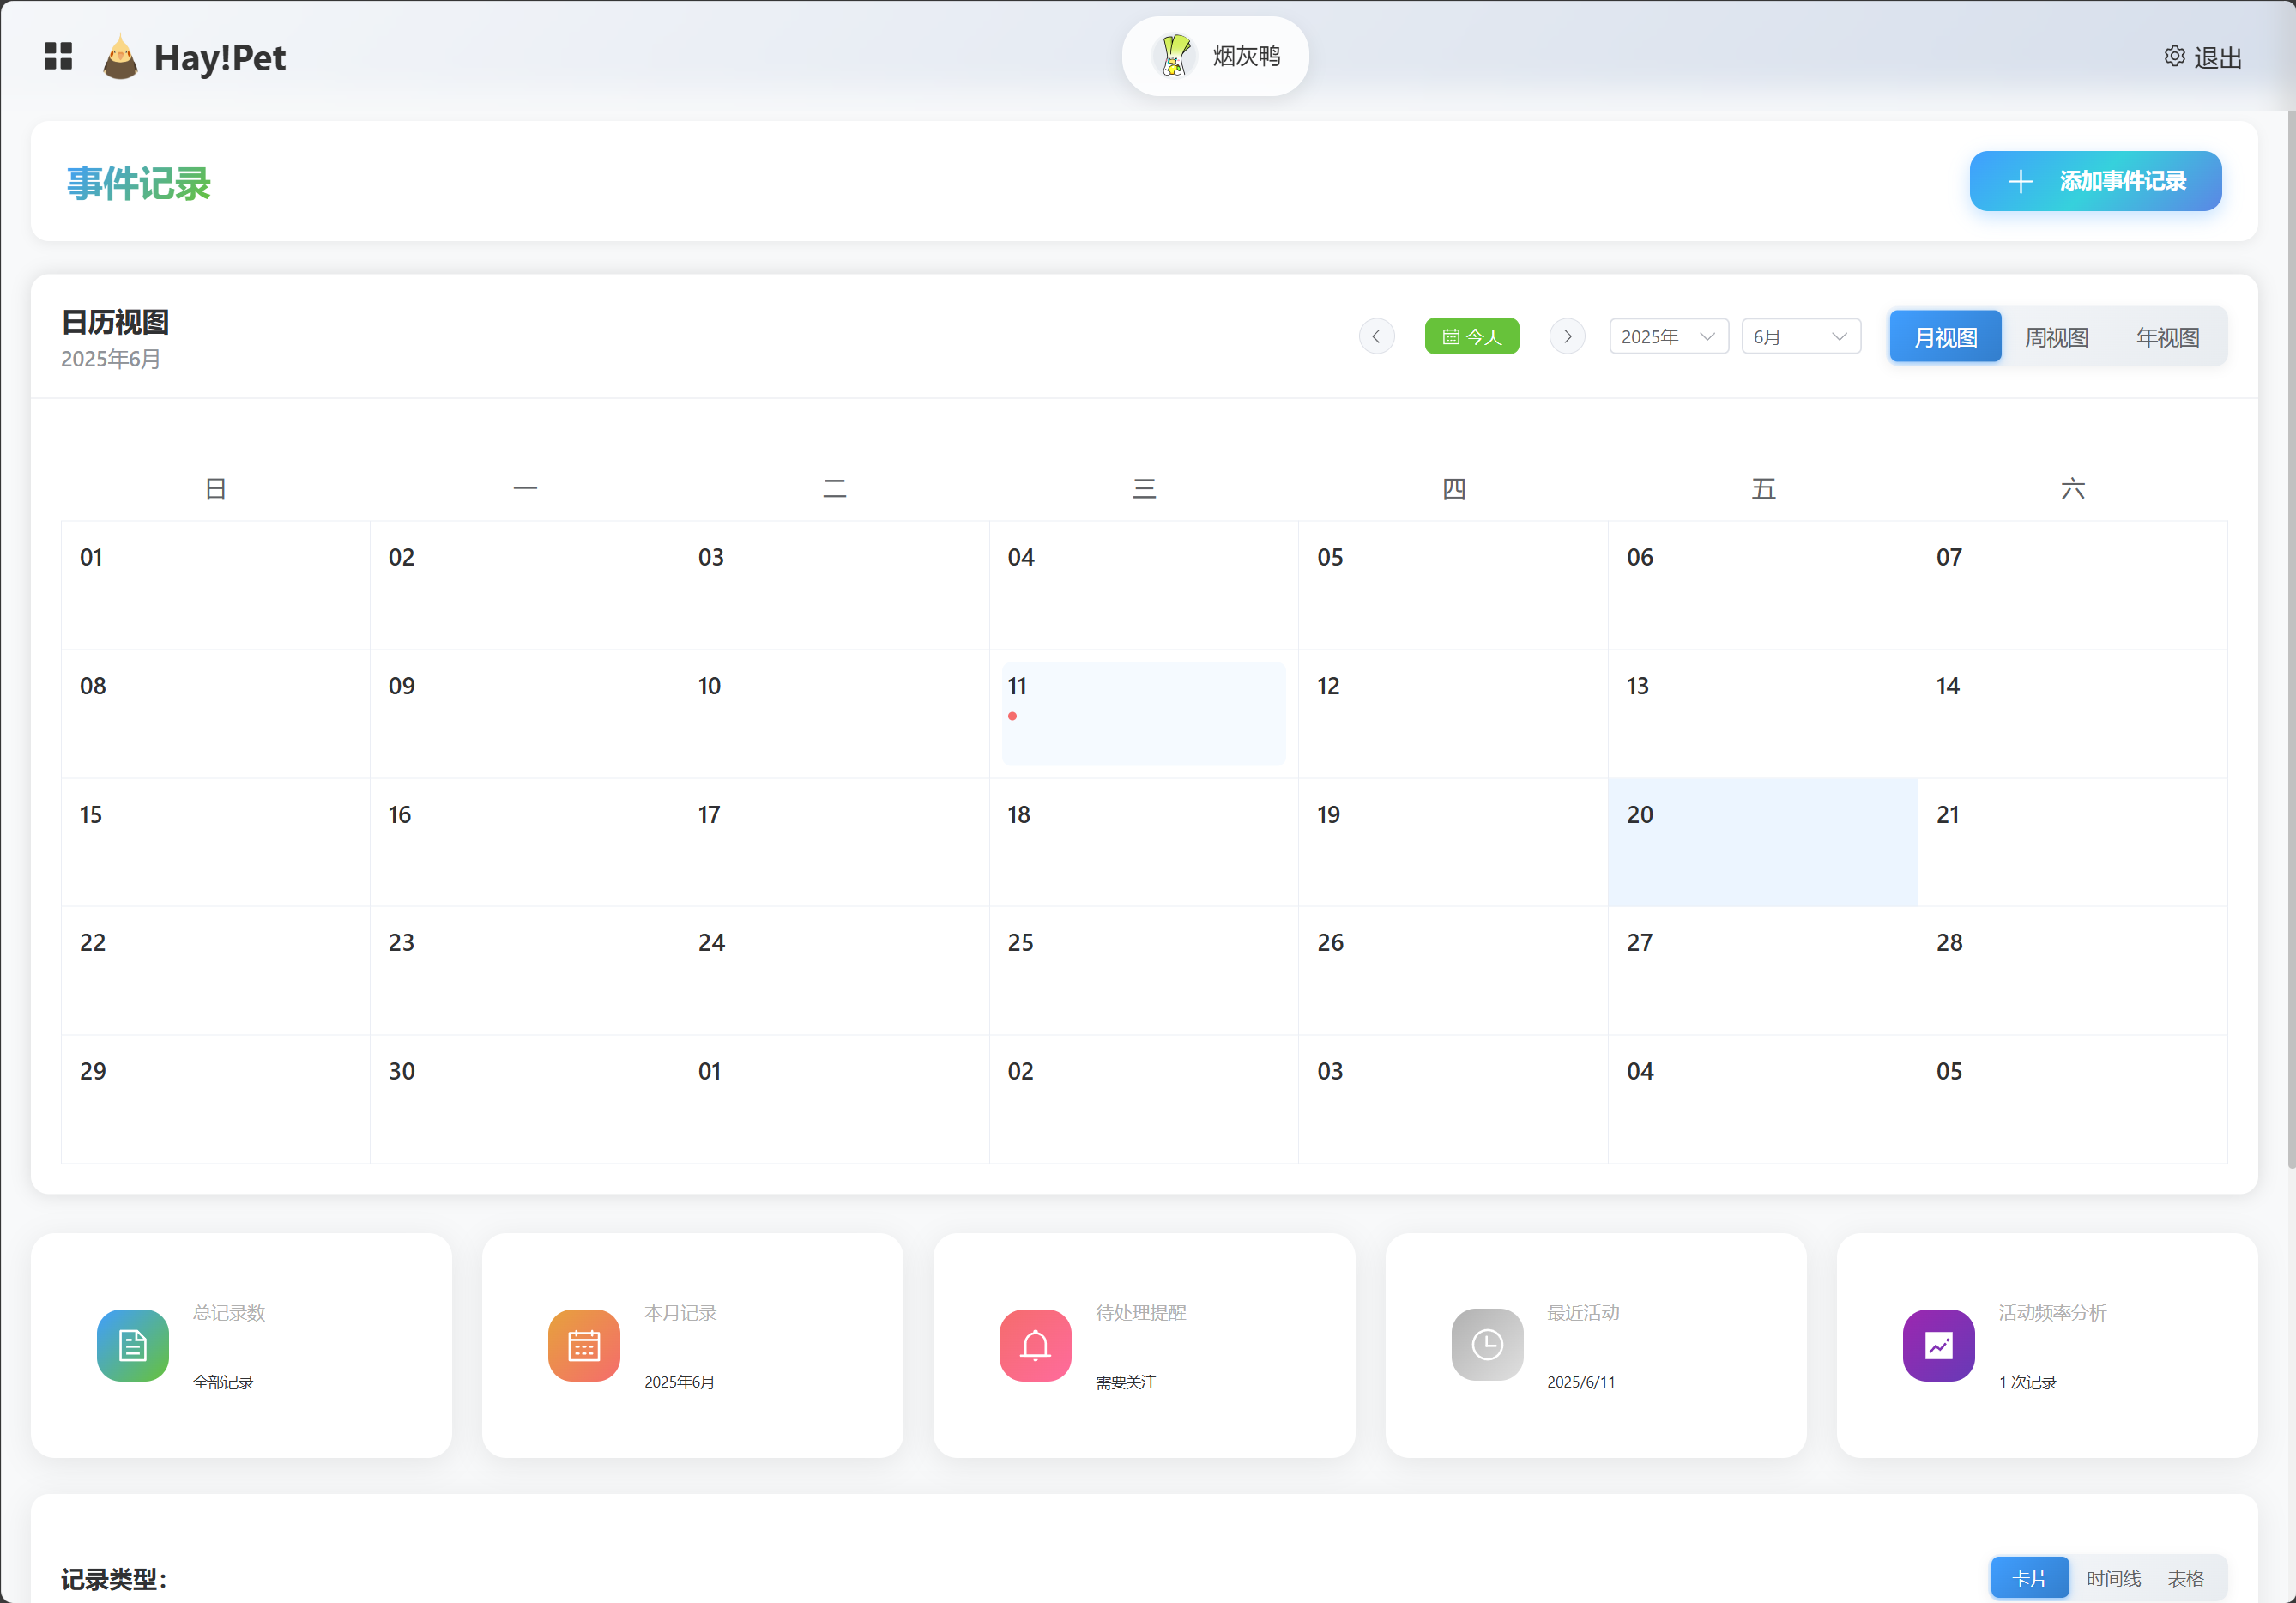 Hay!Pet
烟灰鸭
退出
事件记录
添加事件记录
日历视图
2025年6月
今天
2025年
6月
月视图
周视图
年视图
日 一 二 三 四 五 六
01 02 03 04 05 06 07
08 09 10 11 12 13 14
15 16 17 18 19 20 21
22 23 24 25 26 27 28
29 30 01 02 03 04 05
总记录数
全部记录
本月记录
2025年6月
待处理提醒
需要关注
最近活动
2025/6/11
活动频率分析
1 次记录
记录类型：
卡片
时间线
表格